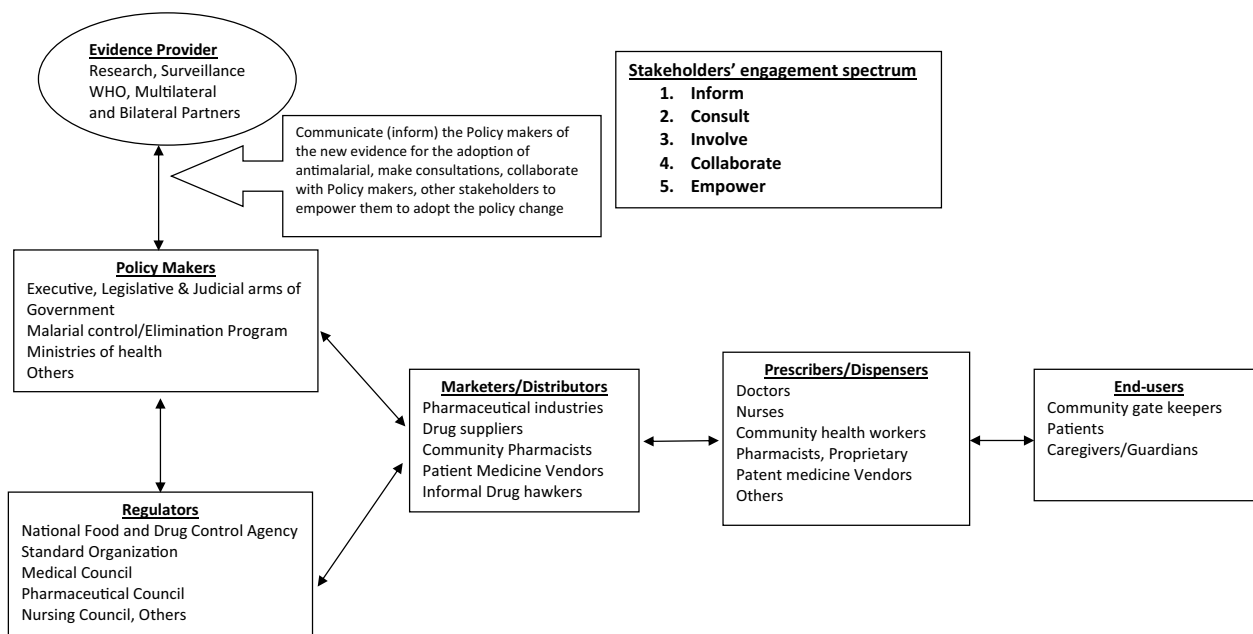 Evidence Provider
Research, Surveillance
WHO, Multilateral
and Bilateral Partners
Stakeholders' engagement spectrum
1. Inform
2. Consult
3. Involve
4. Collaborate
5. Empower
Communicate (inform) the Policy makers of
the new evidence for the adoption of
antimalarial, make consultations, collaborate
with Policy makers, other stakeholders to
empower them to adopt the policy change
Policy Makers
Executive, Legislative & Judicial arms of
Government
Malarial control/Elimination Program
Ministries of health
Others
Marketers/Distributors
Pharmaceutical industries
Drug suppliers
Community Pharmacists
Patient Medicine Vendors
Informal Drug hawkers
Prescribers/Dispensers
Doctors
Nurses
Community health workers
Pharmacists, Proprietary
Patent medicine Vendors
Others
End-users
Community gate keepers
Patients
Caregivers/Guardians
Regulators
National Food and Drug Control Agency
Standard Organization
Medical Council
Pharmaceutical Council
Nursing Council, Others